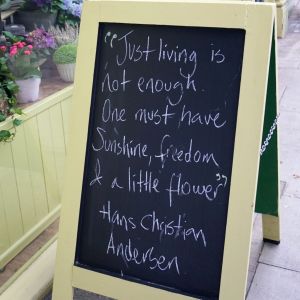 "Just living is
not enough.
One must have
Sunshine, freedom
& a little flower"
Hans Christian
Andersen